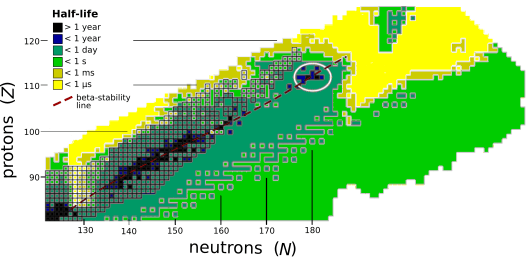 Half-life
> 1 year
< 1 year
< 1 day
< 1 s
< 1 ms
< 1 µs
beta-stability
line
120
110
100
90
protons (Z)
130
140
150
160
170
180
neutrons (N)